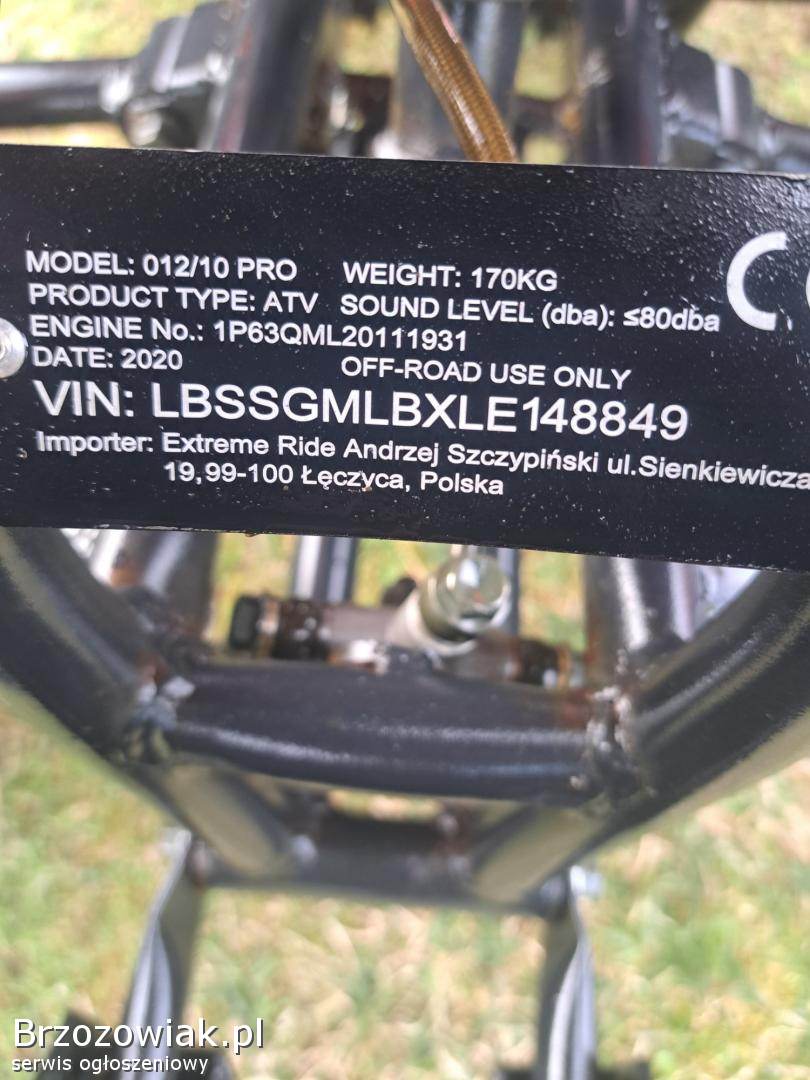 MODEL: 012/10 PRO WEIGHT: 170KG
PRODUCT TYPE: ATV SOUND LEVEL (dba): ≤80dba
ENGINE No.: 1P63QML20111931
DATE: 2020 OFF-ROAD USE ONLY
VIN: LBSSGMLBXLE148849
Importer: Extreme Ride Andrzej Szczypiński ul.Sienkiewicza
19,99-100 Łęczyca, Polska
Brzozowiak.pl
serwis ogłoszeniowy